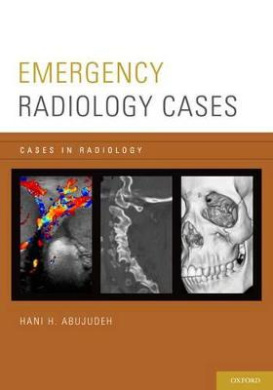 EMERGENCY
RADIOLOGY CASES
CASES IN RADIOLOGY
HANI H. ABUJUDEH
OXFORD